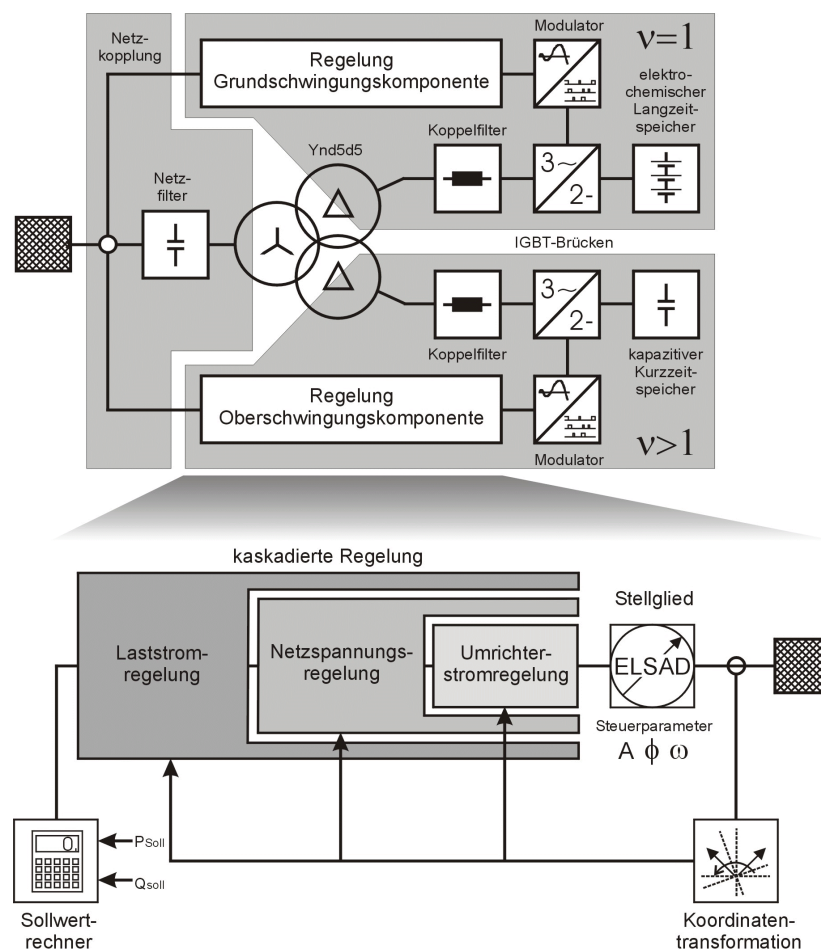 Netz-
kopplung
Regelung
Grundschwingungskomponente
Modulator
ν=1
elektro-
chemischer
Langzeit-
speicher
Koppelfilter
Ynd5d5
Netz-
filter
3~
2-
IGBT-Brücken
3~
2-
Koppelfilter
kapazitiver
Kurzzeit-
speicher
Regelung
Oberschwingungskomponente
Modulator
ν>1
kaskadierte Regelung
Laststrom-
regelung
Netzspannungs-
regelung
Umrichter-
stromregelung
Stellglied
ELSAD
Steuerparameter
A ϕ ω
0.
PSoll
Qsoll
Sollwert-
rechner
Koordinaten-
transformation